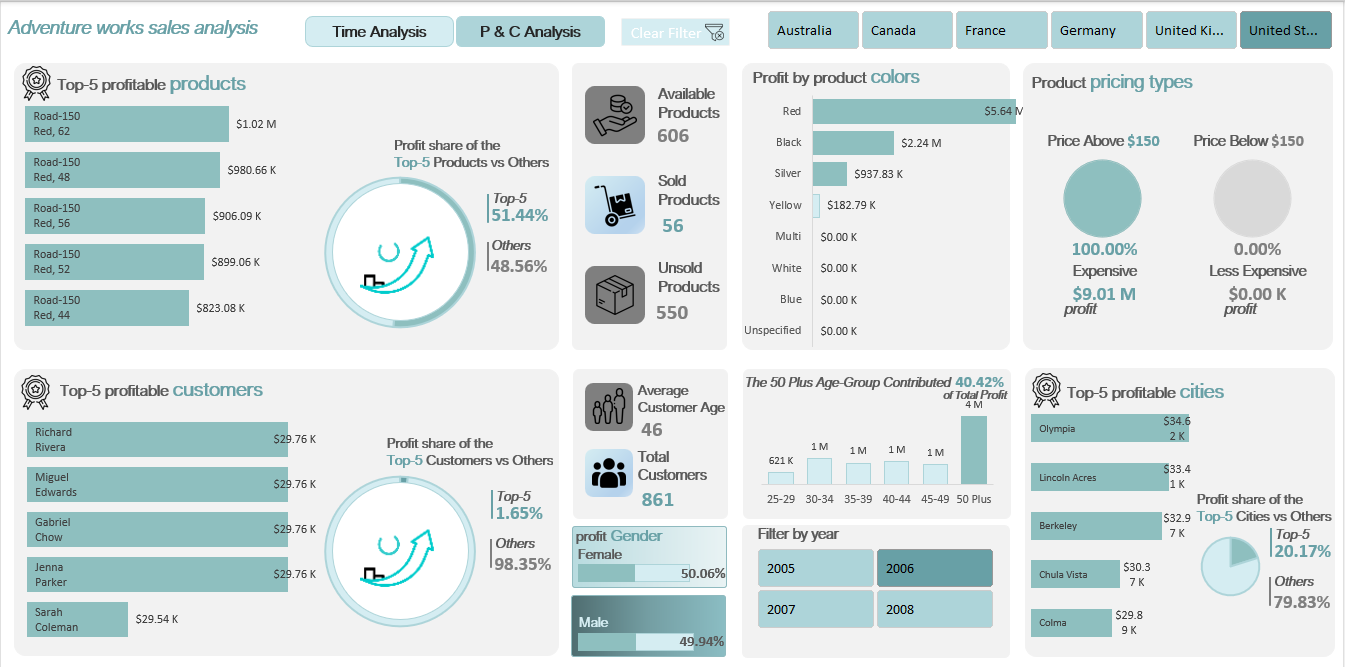 Adventure works sales analysis
Time Analysis
P & C Analysis
Clear Filter
Australia
Canada
France
Germany
United Ki...
United St...
Top-5 profitable products
Road-150
Red, 62
$1.02 M
Road-150
Red, 48
$980.66 K
Road-150
Red, 56
$906.09 K
Road-150
Red, 52
$899.06 K
Road-150
Red, 44
$823.08 K
Profit share of the
Top-5 Products vs Others
Top-5
51.44%
Others
48.56%
Available
Products
606
Sold
Products
56
Unsold
Products
550
Profit by product colors
Red
$5.64 M
Black
$2.24 M
Silver
$937.83 K
Yellow
$182.79 K
Multi
$0.00 K
White
$0.00 K
Blue
$0.00 K
Unspecified
$0.00 K
Product pricing types
Price Above $150
100.00%
Expensive
$9.01 M
profit
Price Below $150
0.00%
Less Expensive
$0.00 K
profit
Top-5 profitable customers
Richard
Rivera
$29.76 K
Miguel
Edwards
$29.76 K
Gabriel
Chow
$29.76 K
Jenna
Parker
$29.76 K
Sarah
Coleman
$29.54 K
Profit share of the
Top-5 Customers vs Others
Top-5
1.65%
Others
98.35%
Average
Customer Age
46
Total
Customers
861
profit Gender
Female
50.06%
Male
49.94%
The 50 Plus Age-Group Contributed 40.42%
of Total Profit
621 K
1 M
1 M
1 M
1 M
4 M
25-29
30-34
35-39
40-44
45-49
50 Plus
Filter by year
2005
2006
2007
2008
Top-5 profitable cities
Olympia
$34.6
2 K
Lincoln Acres
$33.4
1 K
Berkeley
$32.9
7 K
Chula Vista
$30.3
7 K
Colma
$29.8
9 K
Profit share of the
Top-5 Cities vs Others
Top-5
20.17%
Others
79.83%